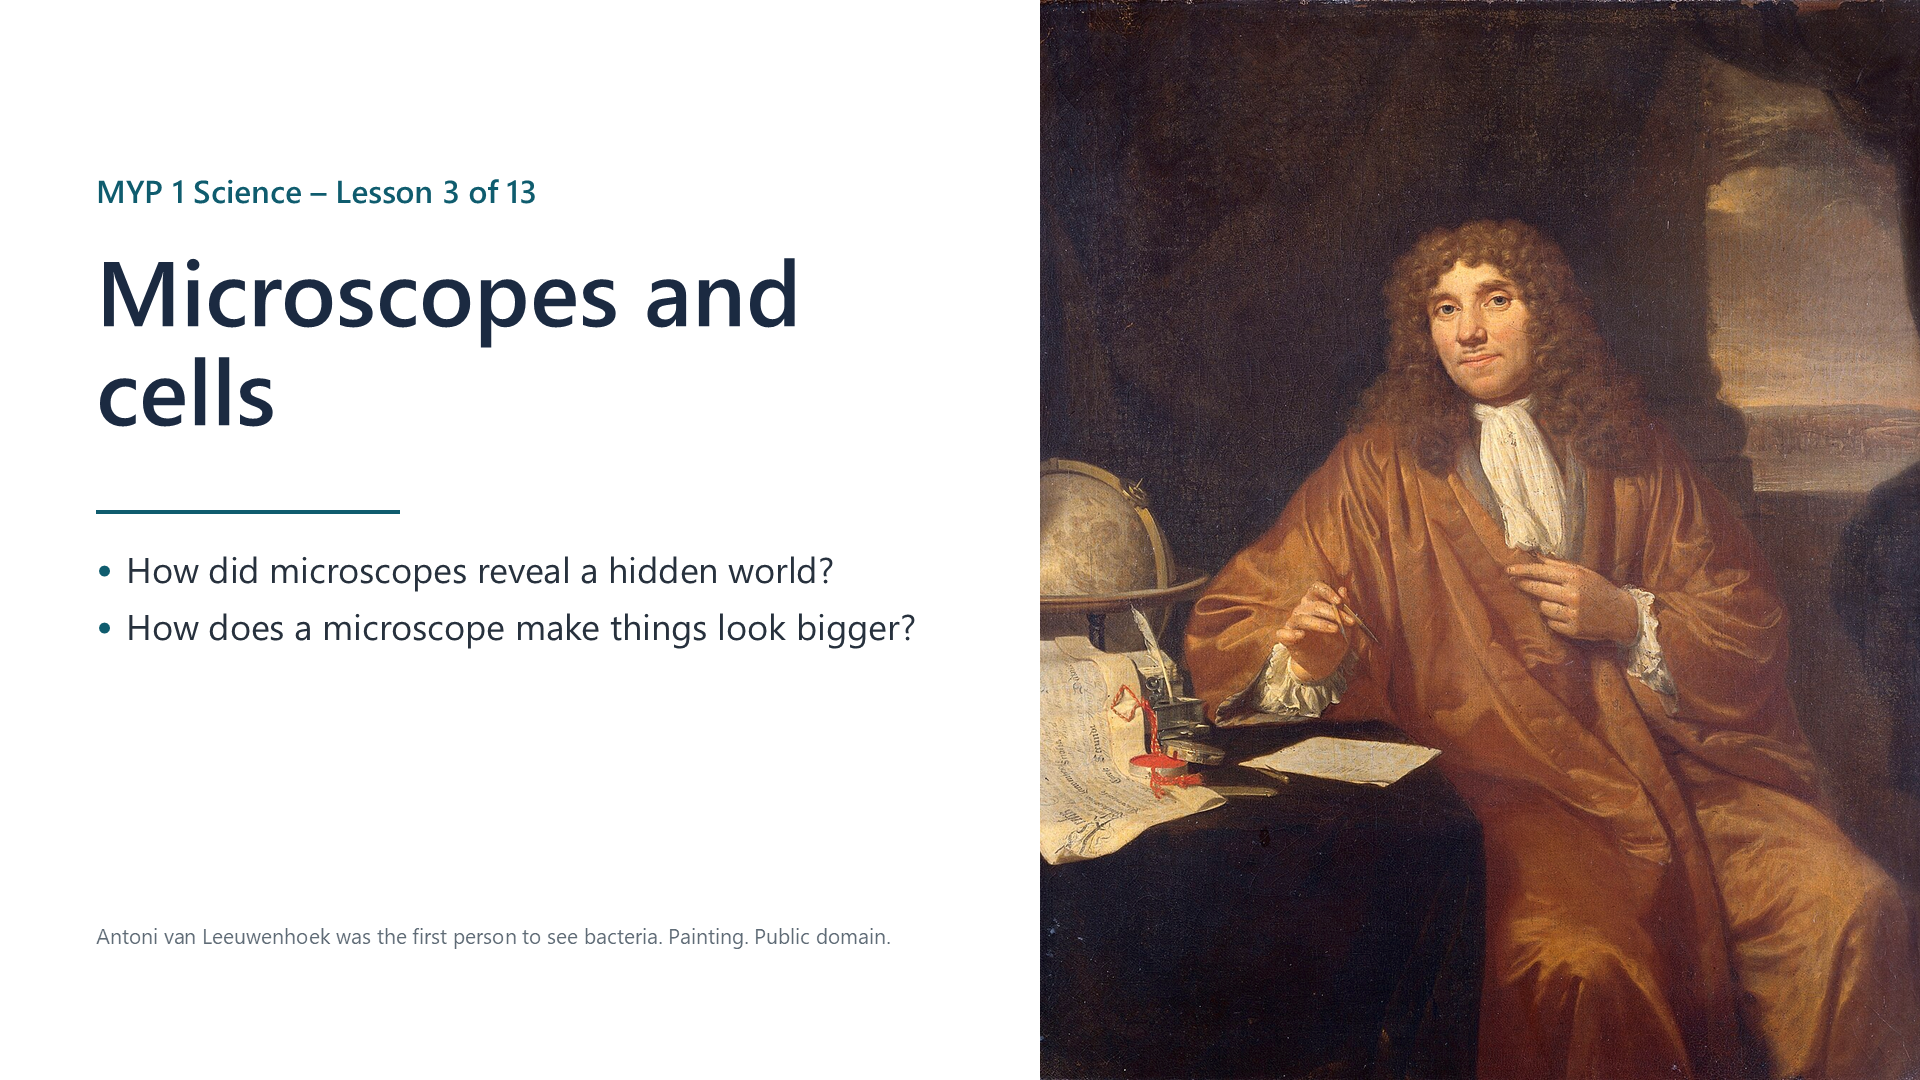 MYP 1 Science – Lesson 3 of 13
Microscopes and
cells
• How did microscopes reveal a hidden world?
• How does a microscope make things look bigger?
Antoni van Leeuwenhoek was the first person to see bacteria. Painting. Public domain.